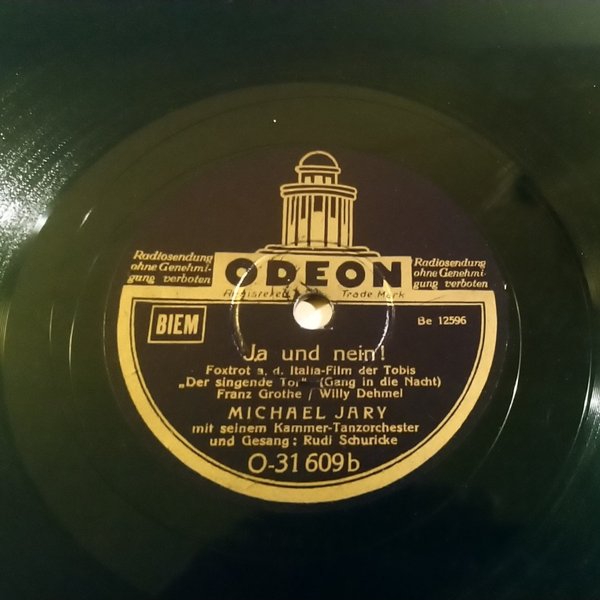 Radiosendung
ohne Genehmi-
gung verboten
ODEON
Registered Trade Mark
Radiosendung
ohne Genehmi-
gung verboten
BIEM
Be 12596
Ja und nein!
Foxtrot a. d. Italia-Film der Tobis
„Der singende Tor“ (Gang in die Nacht)
Franz Grothe / Willy Dehmel
MICHAEL JARY
mit seinem Kammer-Tanzorchester
und Gesang: Rudi Schuricke
O-31609b